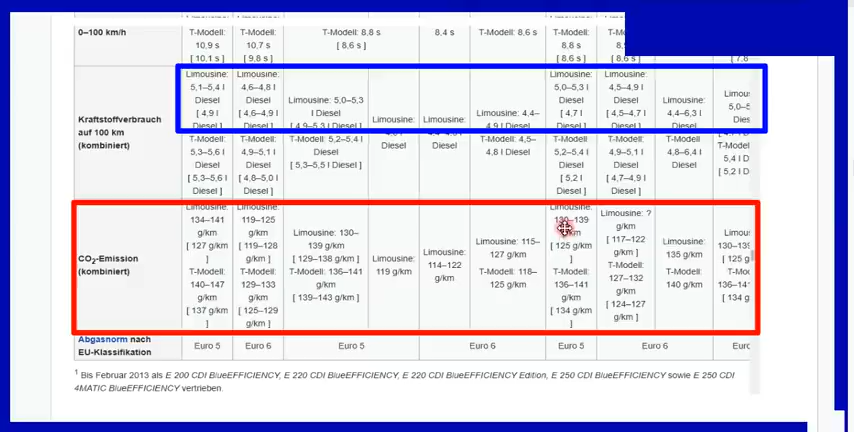 0–100 km/h
T-Modell:
10,9 s
[ 10,1 s ]
T-Modell:
10,7 s
[ 9,8 s ]
T-Modell: 8,8 s
[ 8,6 s ]
8,4 s
T-Modell: 8,6 s
T-Modell:
8,8 s
[ 8,6 s ]
Kraftstoffverbrauch
auf 100 km
(kombiniert)
Limousine:
5,1–5,4 l
Diesel
[ 4,9 l
Diesel ]
T-Modell:
5,3–5,6 l
Diesel
[ 5,3–5,6 l
Diesel ]
Limousine:
4,6–4,8 l
Diesel
[ 4,6–4,9 l
Diesel ]
T-Modell:
4,9–5,1 l
Diesel
[ 4,8–5,0 l
Diesel ]
Limousine: 5,0–5,3
l Diesel
[ 4,9–5,3 l Diesel ]
T-Modell: 5,2–5,4 l
Diesel
[ 5,3–5,5 l Diesel ]
Limousine:
Diesel
Limousine:
Diesel
Limousine: 4,4–
4,9 l Diesel
T-Modell: 4,5–
4,8 l Diesel
Limousine:
5,0–5,3 l
Diesel
[ 4,7 l
Diesel ]
T-Modell:
5,2–5,4 l
Diesel
[ 5,2 l
Diesel ]
Limousine:
4,5–4,9 l
Diesel
[ 4,5–4,7 l
Diesel ]
T-Modell:
4,9–5,1 l
Diesel
[ 4,7–4,9 l
Diesel ]
Limousine:
4,4–6,3 l
Diesel
T-Modell:
4,8–6,4 l
Diesel
CO2-Emission
(kombiniert)
Limousine:
134–141
g/km
[ 127 g/km
]
T-Modell:
140–147
g/km
[ 137 g/km
]
Limousine:
119–125
g/km
[ 119–128
g/km ]
T-Modell:
129–133
g/km
[ 125–129
g/km ]
Limousine: 130–
139 g/km
[ 129–138 g/km ]
T-Modell: 136–141
g/km
[ 139–143 g/km ]
Limousine:
119 g/km
Limousine:
114–122
g/km
Limousine: 115–
127 g/km
T-Modell: 118–
125 g/km
Limousine:
130–139
g/km
[ 125 g/km
]
T-Modell:
136–141
g/km
[ 134 g/km
]
Limousine: ?
g/km
[ 117–122
g/km ]
T-Modell:
127–132
g/km
[ 124–127
g/km ]
Limousine:
135 g/km
T-Modell:
140 g/km
Abgasnorm nach
EU-Klassifikation
Euro 5
Euro 6
Euro 5
Euro 6
Euro 5
Euro 6
1 Bis Februar 2013 als E 200 CDI BlueEFFICIENCY, E 220 CDI BlueEFFICIENCY, E 220 CDI BlueEFFICIENCY Edition, E 250 CDI BlueEFFICIENCY sowie E 250 CDI
4MATIC BlueEFFICIENCY vertrieben.